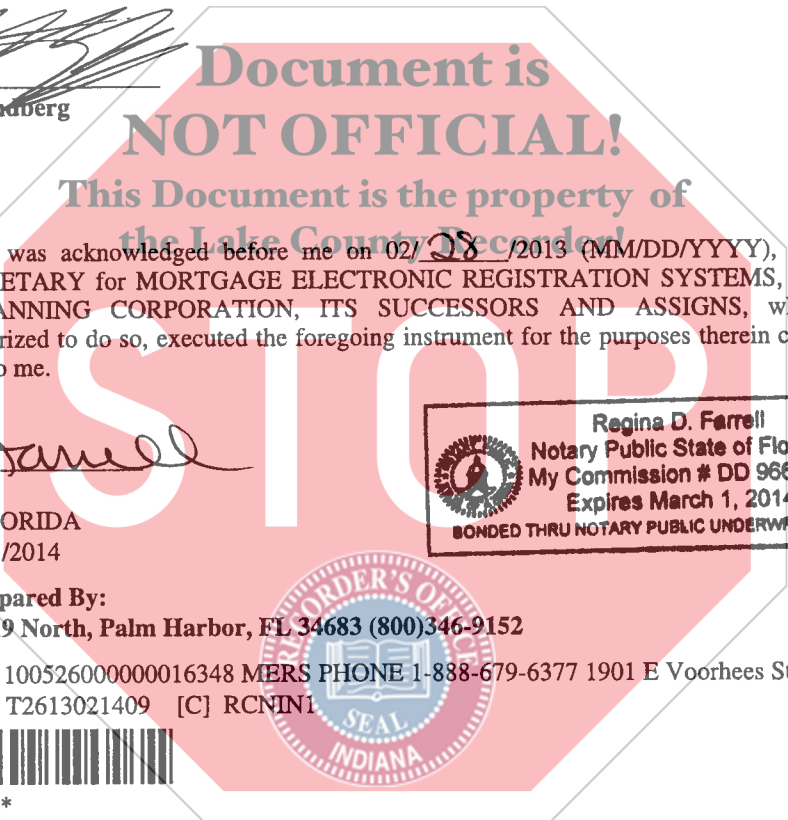 ndberg
Document is
NOT OFFICIAL!
This Document is the property of
the Lake County Recorder!
was acknowledged before me on 02/ 28 /2013 (MM/DD/YYYY),
ETARY for MORTGAGE ELECTRONIC REGISTRATION SYSTEMS,
ANNING CORPORATION, ITS SUCCESSORS AND ASSIGNS, w
rized to do so, executed the foregoing instrument for the purposes therein c
o me.
STOP
Farrell
Regina D. Farrell
Notary Public State of Flo
My Commission # DD 966
Expires March 1, 2014
BONDED THRU NOTARY PUBLIC UNDERWR
ORIDA
/2014
pared By:
9 North, Palm Harbor, FL 34683 (800)346-9152
100526000000016348 MERS PHONE 1-888-679-6377 1901 E Voorhees St
T2613021409 [C] RCNIN1
RECORDER'S OFFICE
SEAL
INDIANA
*